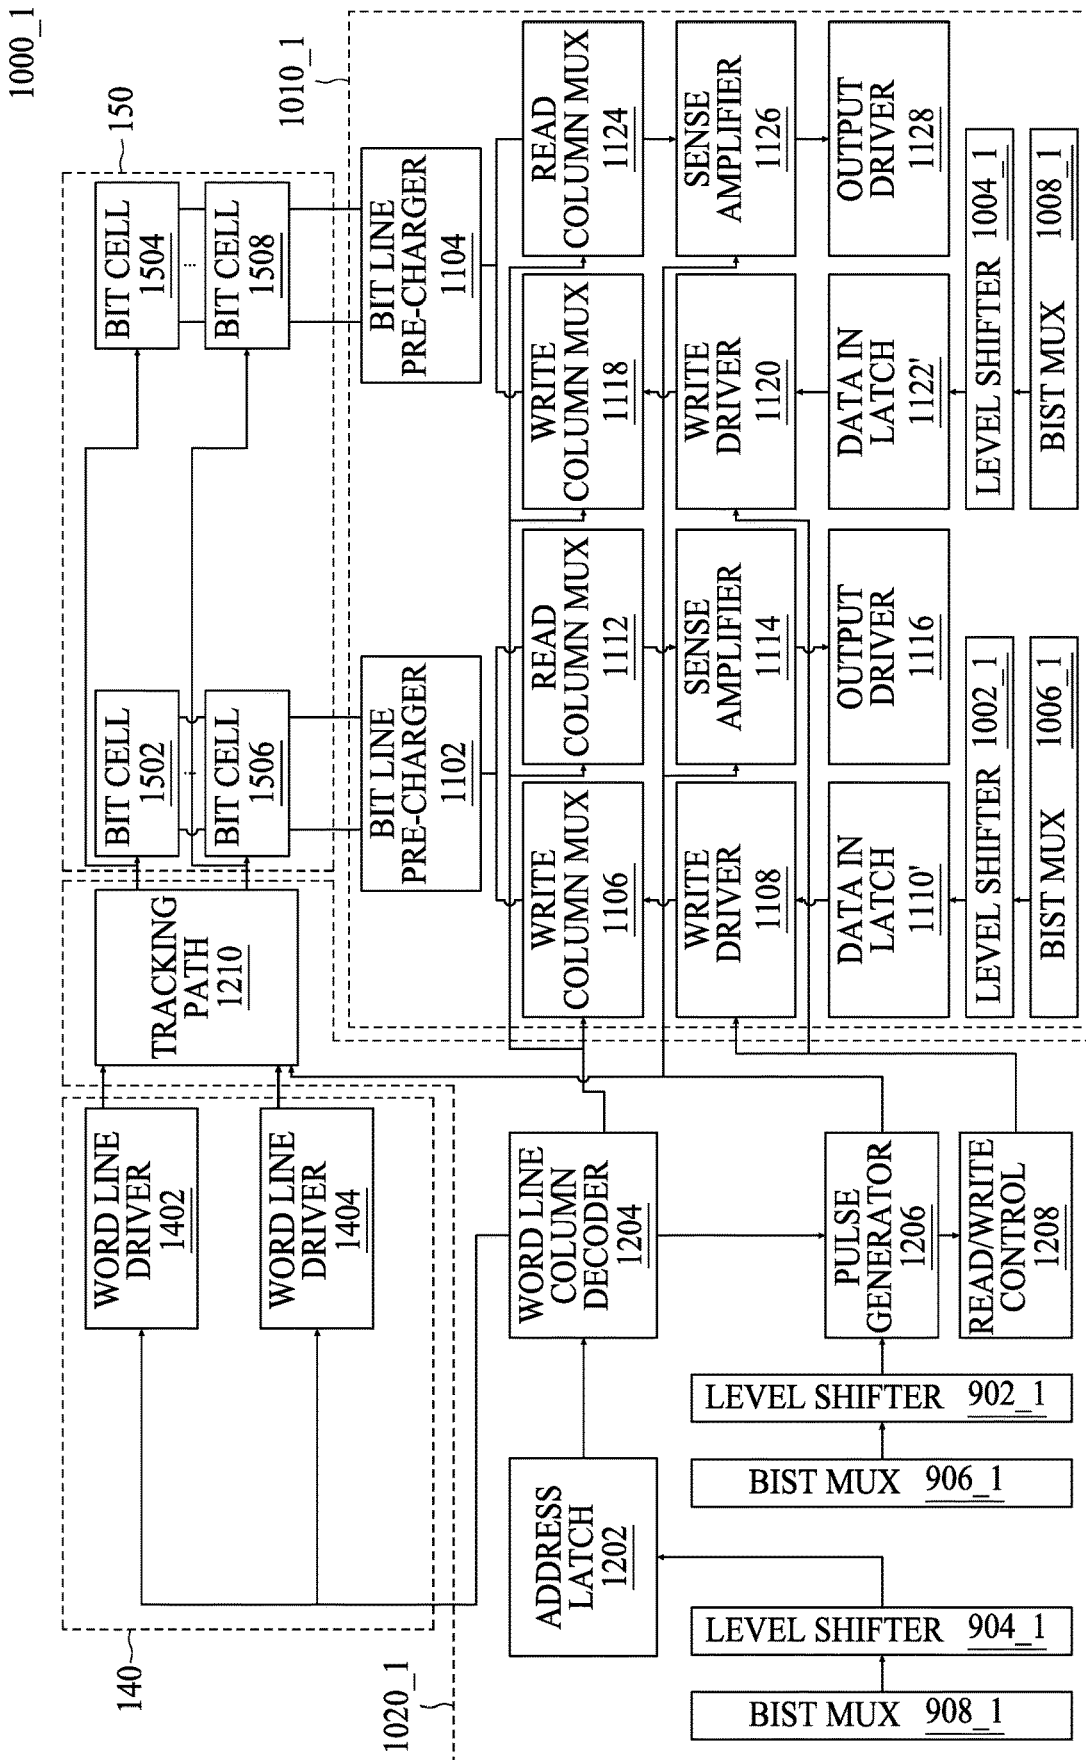 1000_1
140
WORD LINE
DRIVER
1402
WORD LINE
DRIVER
1404
TRACKING
PATH
1210
150
BIT CELL
1502
...
BIT CELL
1506
BIT CELL
1504
...
BIT CELL
1508
1020_1
1010_1
ADDRESS
LATCH
1202
WORD LINE
COLUMN
DECODER
1204
BIST MUX 908_1
LEVEL SHIFTER 904_1
BIST MUX 906_1
LEVEL SHIFTER 902_1
PULSE
GENERATOR
1206
READ/WRITE
CONTROL
1208
BIT LINE
PRE-CHARGER
1102
BIT LINE
PRE-CHARGER
1104
WRITE
COLUMN MUX
1106
READ
COLUMN MUX
1112
WRITE
COLUMN MUX
1118
READ
COLUMN MUX
1124
WRITE
DRIVER
1108
SENSE
AMPLIFIER
1114
WRITE
DRIVER
1120
SENSE
AMPLIFIER
1126
DATA IN
LATCH
1110'
OUTPUT
DRIVER
1116
DATA IN
LATCH
1122'
OUTPUT
DRIVER
1128
LEVEL SHIFTER 1002_1
LEVEL SHIFTER 1004_1
BIST MUX 1006_1
BIST MUX 1008_1